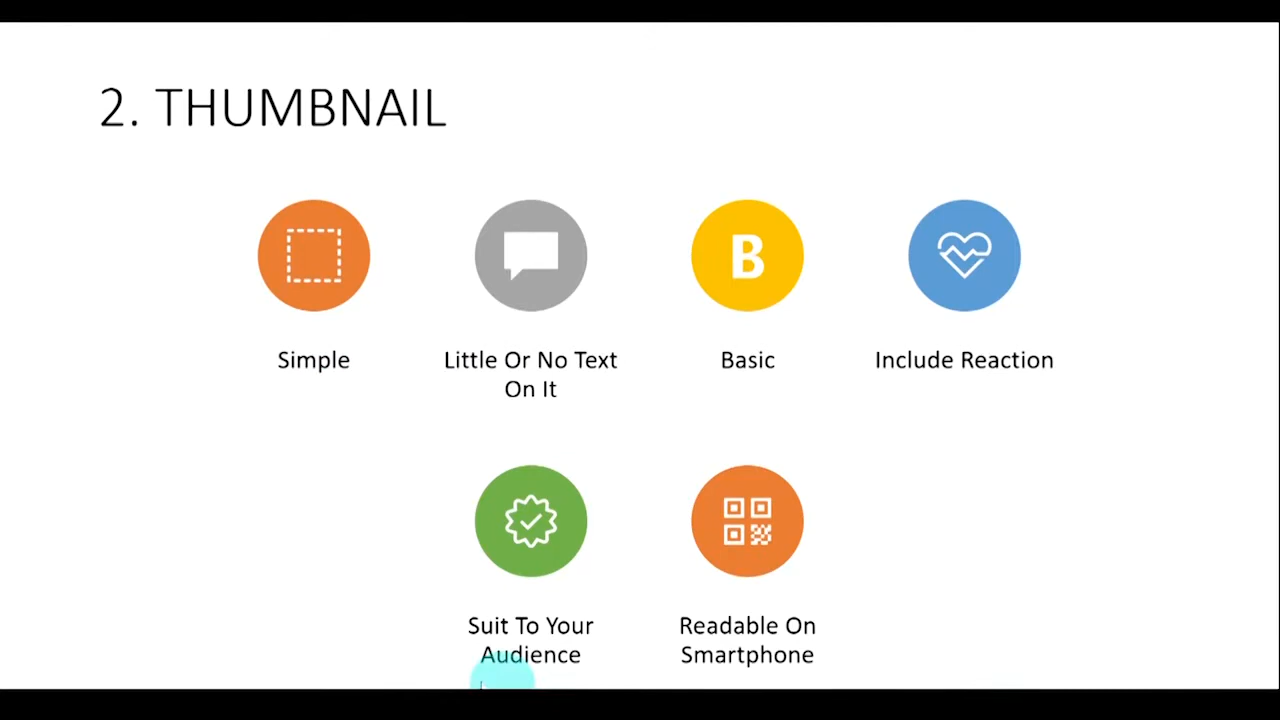 2. THUMBNAIL
B
Simple
Little Or No Text
On It
Basic
Include Reaction
Suit To Your
Audience
Readable On
Smartphone